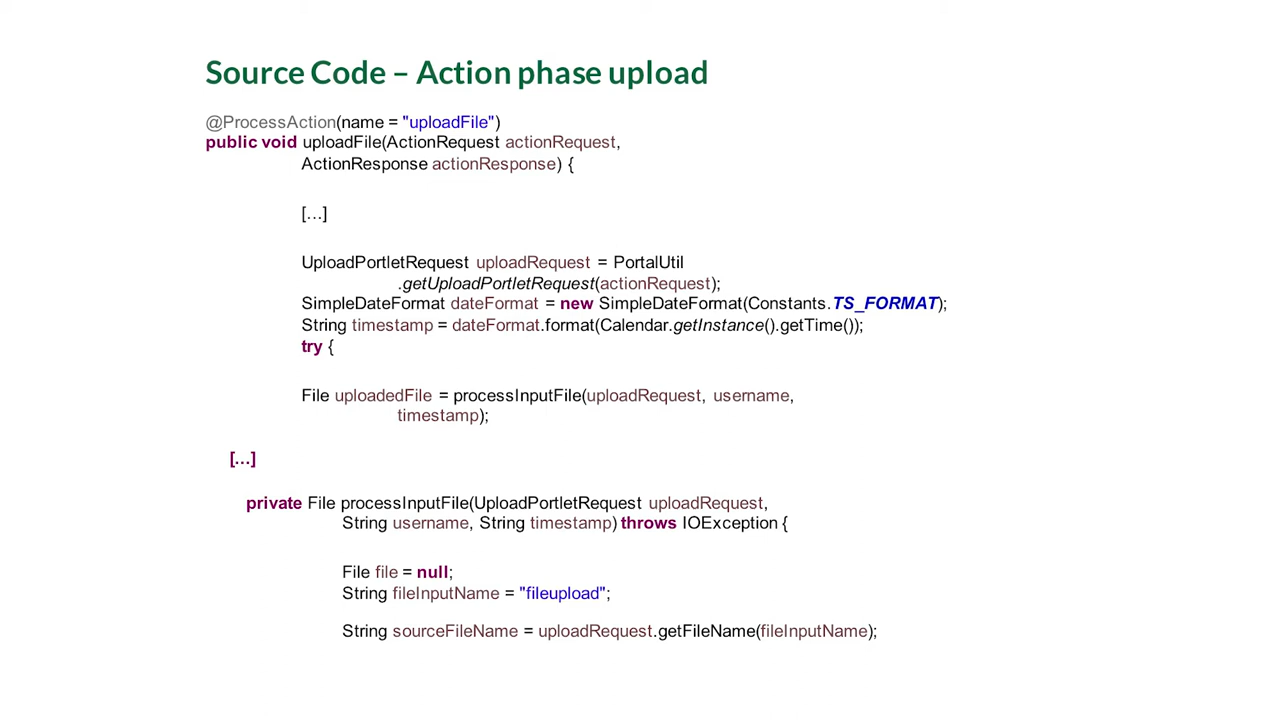 Source Code – Action phase upload
@ProcessAction(name = "uploadFile")
public void uploadFile(ActionRequest actionRequest,
ActionResponse actionResponse) {
[…]
UploadPortletRequest uploadRequest = PortalUtil
.getUploadPortletRequest(actionRequest);
SimpleDateFormat dateFormat = new SimpleDateFormat(Constants.TS_FORMAT);
String timestamp = dateFormat.format(Calendar.getInstance().getTime());
try {
File uploadedFile = processInputFile(uploadRequest, username,
timestamp);
[…]
private File processInputFile(UploadPortletRequest uploadRequest,
String username, String timestamp) throws IOException {
File file = null;
String fileInputName = "fileupload";
String sourceFileName = uploadRequest.getFileName(fileInputName);